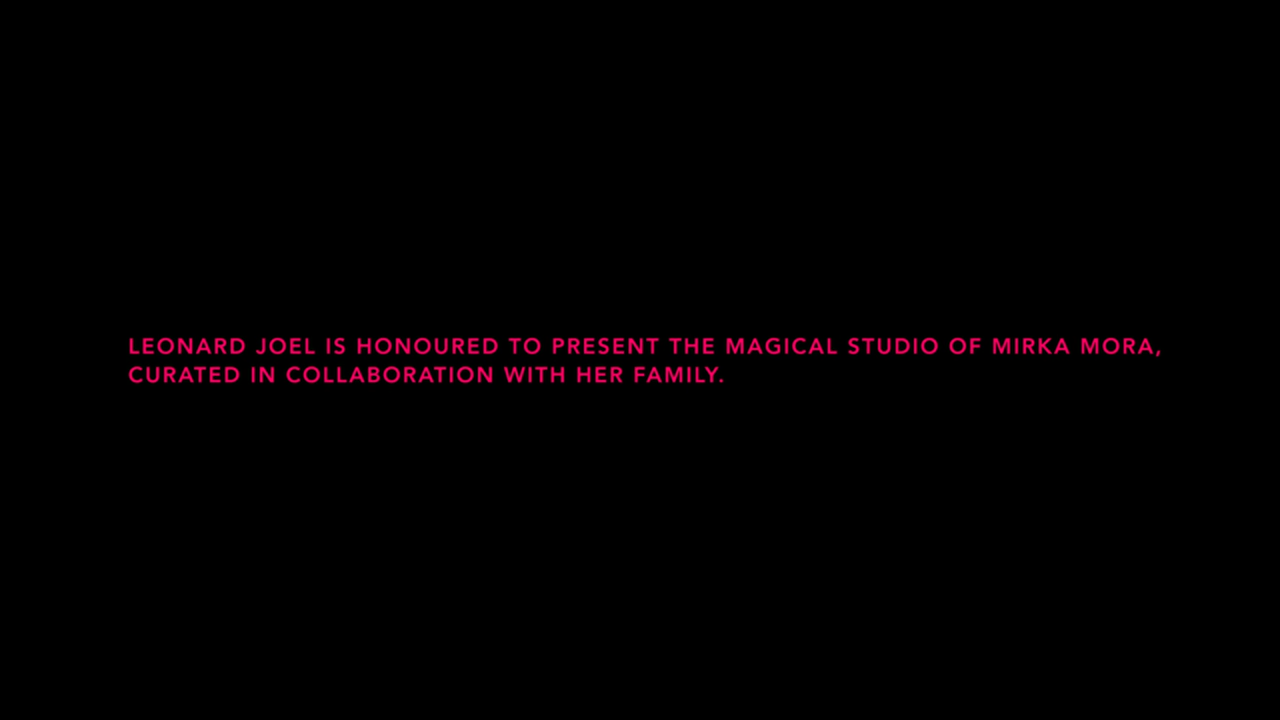 LEONARD JOEL IS HONOURED TO PRESENT THE MAGICAL STUDIO OF MIRKA MORA,
CURATED IN COLLABORATION WITH HER FAMILY.